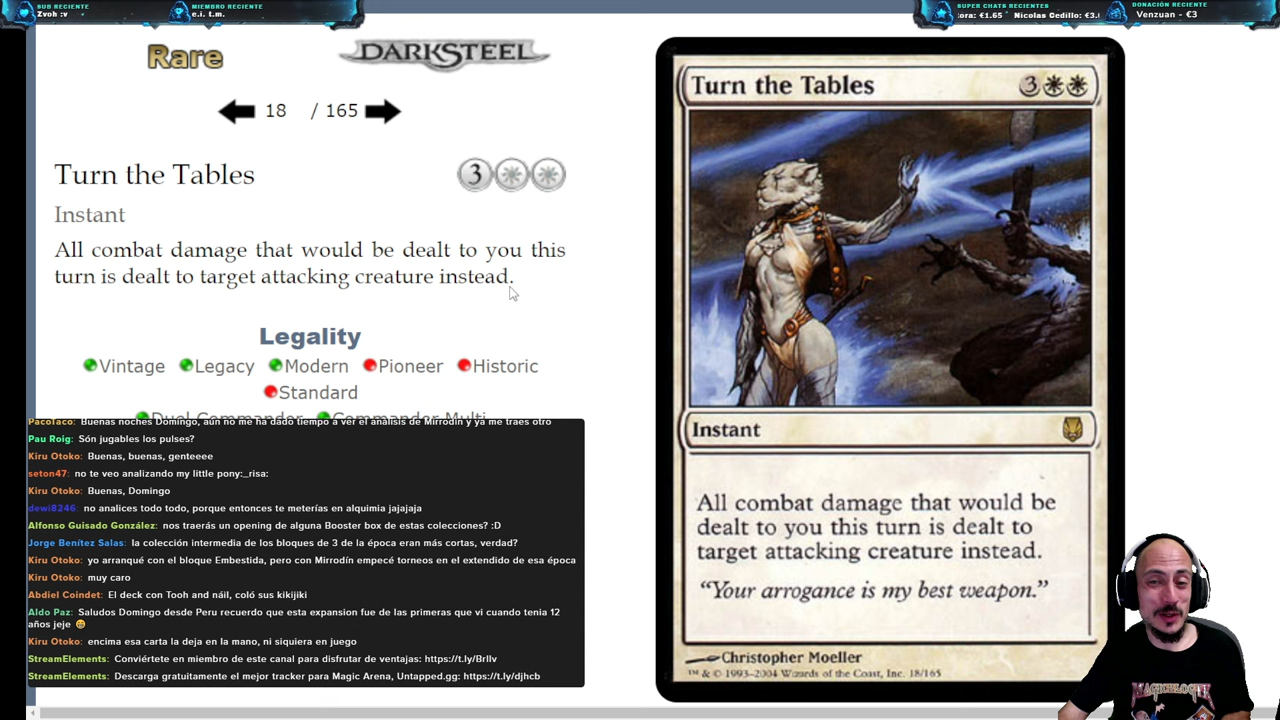 SUB RECIENTE
Zvoh :v
MIEMBRO RECIENTE
e.i. t.m.
SUPER CHATS RECIENTES
ora: €1.65 Nicolas Cedillo: €3.
DONACIÓN RECIENTE
Venzuan - €3
Rare
DARKSTEEL
18 / 165
Turn the Tables
3
Instant
All combat damage that would be dealt to you this
turn is dealt to target attacking creature instead.
Legality
Vintage Legacy Modern Pioneer Historic
Standard
Duel Commander Commander Multi
PacoTaco: Buenas noches Domingo, aún no me ha dado tiempo a ver el analisis de Mirrodin y ya me traes otro
Pau Roig: Són jugables los pulses?
Kiru Otoko: Buenas, buenas, genteeee
seton47: no te veo analizando my little pony:_risa:
Kiru Otoko: Buenas, Domingo
dewi8246: no analices todo todo, porque entonces te meterías en alquimia jajajaja
Alfonso Guisado González: nos traerás un opening de alguna Booster box de estas colecciones? :D
Jorge Benítez Salas: la colección intermedia de los bloques de 3 de la época eran más cortas, verdad?
Kiru Otoko: yo arranqué con el bloque Embestida, pero con Mirrodín empecé torneos en el extendido de esa época
Kiru Otoko: muy caro
Abdiel Coindet: El deck con Tooh and náil, coló sus kikijiki
Aldo Paz: Saludos Domingo desde Peru recuerdo que esta expansion fue de las primeras que vi cuando tenia 12
años jeje
Kiru Otoko: encima esa carta la deja en la mano, ni siquiera en juego
StreamElements: Conviértete en miembro de este canal para disfrutar de ventajas: https://t.ly/BrIIv
StreamElements: Descarga gratuitamente el mejor tracker para Magic Arena, Untapped.gg: https://t.ly/djhcb
Turn the Tables 3
Instant
All combat damage that would be
dealt to you this turn is dealt to
target attacking creature instead.
“Your arrogance is my best weapon.”
Christopher Moeller
™ & © 1993–2004 Wizards of the Coast, Inc. 18/165